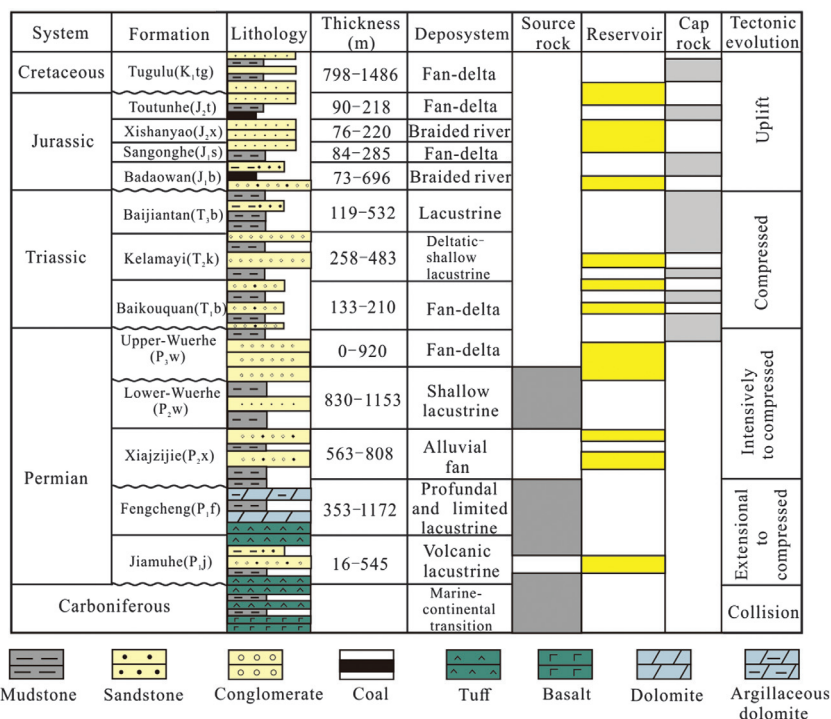 System Formation Lithology Thickness (m) Deposystem Source rock Reservoir Cap rock Tectonic evolution
Cretaceous Tugulu(K₁tg) 798-1486 Fan-delta
Jurassic Toutunhe(J₂t) 90-218 Fan-delta Uplift
Xishanyao(J₂x) 76-220 Braided river
Sangonghe(J₁s) 84-285 Fan-delta
Badaowan(J₁b) 73-696 Braided river
Triassic Baijiantan(T₃b) 119-532 Lacustrine Compressed
Kelamayi(T₂k) 258-483 Deltatic-shallow lacustrine
Baikouquan(T₁b) 133-210 Fan-delta
Permian Upper-Wuerhe (P₃w) 0-920 Fan-delta Intensively to compressed
Lower-Wuerhe (P₂w) 830-1153 Shallow lacustrine
Xiajzijie(P₂x) 563-808 Alluvial fan
Fengcheng(P₁f) 353-1172 Profundal and limited lacustrine Extensional to compressed
Jiamuhe(P₁j) 16-545 Volcanic lacustrine
Carboniferous Marine-continental transition Collision
Mudstone Sandstone Conglomerate Coal Tuff Basalt Dolomite Argillaceous dolomite